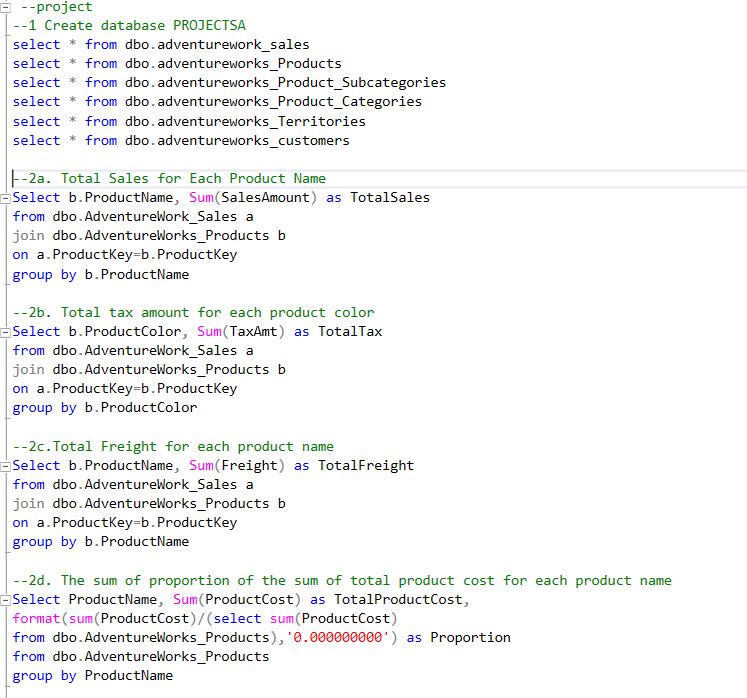 --project
--1 Create database PROJECTSA
select * from dbo.adventurework_sales
select * from dbo.adventureworks_Products
select * from dbo.adventureworks_Product_Subcategories
select * from dbo.adventureworks_Product_Categories
select * from dbo.adventureworks_Territories
select * from dbo.adventureworks_customers
--2a. Total Sales for Each Product Name
Select b.ProductName, Sum(SalesAmount) as TotalSales
from dbo.AdventureWork_Sales a
join dbo.AdventureWorks_Products b
on a.ProductKey=b.ProductKey
group by b.ProductName
--2b. Total tax amount for each product color
Select b.ProductColor, Sum(TaxAmt) as TotalTax
from dbo.AdventureWork_Sales a
join dbo.AdventureWorks_Products b
on a.ProductKey=b.ProductKey
group by b.ProductColor
--2c.Total Freight for each product name
Select b.ProductName, Sum(Freight) as TotalFreight
from dbo.AdventureWork_Sales a
join dbo.AdventureWorks_Products b
on a.ProductKey=b.ProductKey
group by b.ProductName
--2d. The sum of proportion of the sum of total product cost for each product name
Select ProductName, Sum(ProductCost) as TotalProductCost,
format(sum(ProductCost)/(select sum(ProductCost)
from dbo.AdventureWorks_Products),'0.000000000') as Proportion
from dbo.AdventureWorks_Products
group by ProductName